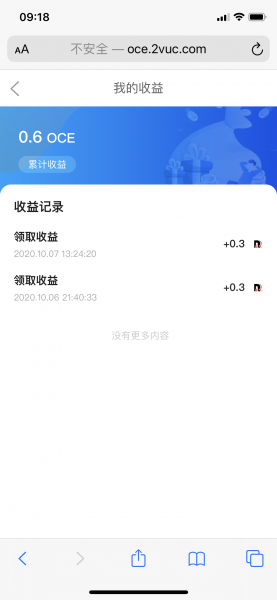 09:18
AA 不安全 — oce.2vuc.com
我的收益
0.6 OCE
累计收益
收益记录
领取收益
+0.3
2020.10.07 13:24:20
领取收益
+0.3
2020.10.06 21:40:33
没有更多内容